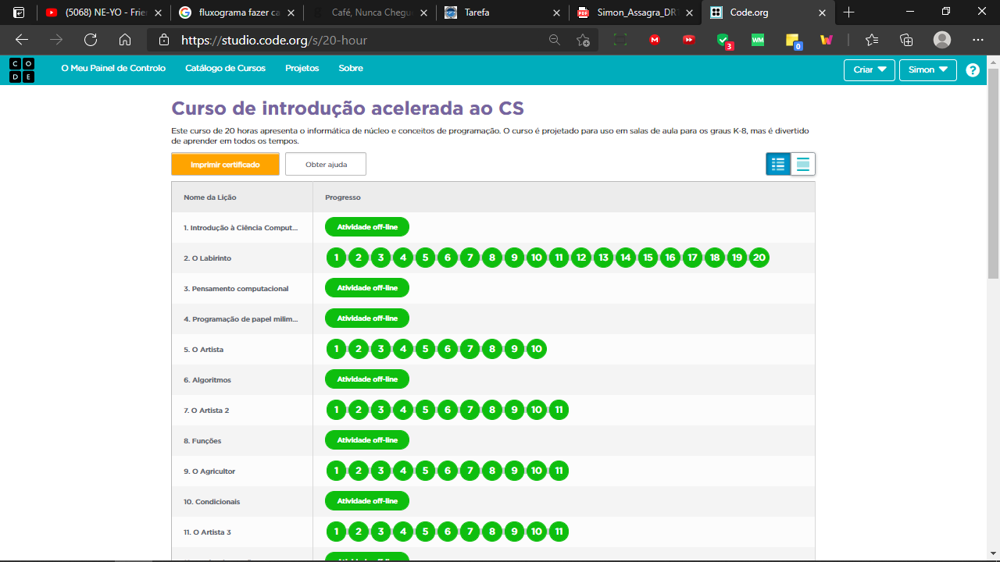 (5068) NE-YO - Frien
fluxograma fazer ca
Café, Nunca Chegu
Tarefa
Simon_Assagra_DR
Code.org
https://studio.code.org/s/20-hour
M
3
WM
0
C O D E
O Meu Painel de Controlo
Catálogo de Cursos
Projetos
Sobre
Criar
Simon
?
Curso de introdução acelerada ao CS
Este curso de 20 horas apresenta o informática de núcleo e conceitos de programação. O curso é projetado para uso em salas de aula para os graus K-8, mas é divertido
de aprender em todos os tempos.
Imprimir certificado
Obter ajuda
Nome da Lição Progresso
1. Introdução à Ciência Comput... Atividade off-line
2. O Labirinto 1 2 3 4 5 6 7 8 9 10 11 12 13 14 15 16 17 18 19 20
3. Pensamento computacional Atividade off-line
4. Programação de papel milim... Atividade off-line
5. O Artista 1 2 3 4 5 6 7 8 9 10
6. Algoritmos Atividade off-line
7. O Artista 2 1 2 3 4 5 6 7 8 9 10 11
8. Funções Atividade off-line
9. O Agricultor 1 2 3 4 5 6 7 8 9 10 11
10. Condicionais Atividade off-line
11. O Artista 3 1 2 3 4 5 6 7 8 9 10 11